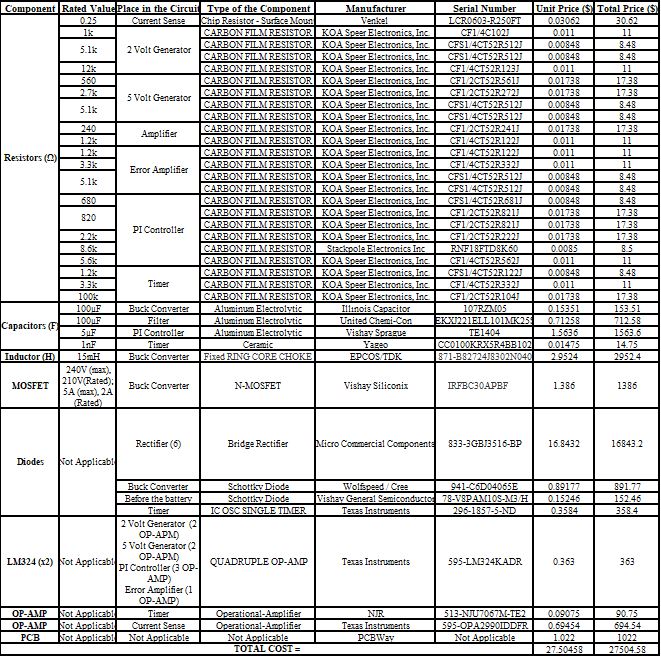 Component Rated Value Place in the Circuit Type of the Component Manufacturer Serial Number Unit Price ($) Total Price ($)
Resistors (Ω) 0.25 Current Sense Chip Resistor - Surface Mount Venkel LCR0603-R250FT 0.03062 30.62
1k 2 Volt Generator CARBON FILM RESISTOR KOA Speer Electronics, Inc. CF1/4C102J 0.011 11
5.1k CARBON FILM RESISTOR KOA Speer Electronics, Inc. CFS1/4CT52R512J 0.00848 8.48
CARBON FILM RESISTOR KOA Speer Electronics, Inc. CFS1/4CT52R512J 0.00848 8.48
12k CARBON FILM RESISTOR KOA Speer Electronics, Inc. CF1/4CT52R123J 0.011 11
560 5 Volt Generator CARBON FILM RESISTOR KOA Speer Electronics, Inc. CF1/2CT52R561J 0.01738 17.38
2.7k CARBON FILM RESISTOR KOA Speer Electronics, Inc. CF1/2CT52R272J 0.01738 17.38
5.1k CARBON FILM RESISTOR KOA Speer Electronics, Inc. CFS1/4CT52R512J 0.00848 8.48
CARBON FILM RESISTOR KOA Speer Electronics, Inc. CFS1/4CT52R512J 0.00848 8.48
240 Amplifier CARBON FILM RESISTOR KOA Speer Electronics, Inc. CF1/2CT52R241J 0.01738 17.38
1.2k CARBON FILM RESISTOR KOA Speer Electronics, Inc. CF1/4CT52R122J 0.011 11
1.2k Error Amplifier CARBON FILM RESISTOR KOA Speer Electronics, Inc. CF1/4CT52R122J 0.011 11
3.3k CARBON FILM RESISTOR KOA Speer Electronics, Inc. CF1/4CT52R332J 0.011 11
5.1k CARBON FILM RESISTOR KOA Speer Electronics, Inc. CFS1/4CT52R512J 0.00848 8.48
CARBON FILM RESISTOR KOA Speer Electronics, Inc. CFS1/4CT52R512J 0.00848 8.48
680 PI Controller CARBON FILM RESISTOR KOA Speer Electronics, Inc. CFS1/4CT52R681J 0.00848 8.48
820 CARBON FILM RESISTOR KOA Speer Electronics, Inc. CF1/2CT52R821J 0.01738 17.38
CARBON FILM RESISTOR KOA Speer Electronics, Inc. CF1/2CT52R821J 0.01738 17.38
2.2k CARBON FILM RESISTOR KOA Speer Electronics, Inc. CF1/2CT52R222J 0.01738 17.38
8.6k CARBON FILM RESISTOR Stackpole Electronics Inc RNF18FTD8K60 0.0085 8.5
5.6k CARBON FILM RESISTOR KOA Speer Electronics, Inc. CF1/4CT52R562J 0.011 11
1.2k Timer CARBON FILM RESISTOR KOA Speer Electronics, Inc. CFS1/4CT52R122J 0.00848 8.48
3.3k CARBON FILM RESISTOR KOA Speer Electronics, Inc. CF1/4CT52R332J 0.011 11
100k CARBON FILM RESISTOR KOA Speer Electronics, Inc. CF1/2CT52R104J 0.01738 17.38
Capacitors (F) 100uF Buck Converter Aluminum Electrolytic Illinois Capacitor 107RZM05 0.15351 153.51
100uF Filter Aluminum Electrolytic United Chemi-Con EKXJ221ELL101MK25S 0.71258 712.58
5uF PI Controller Aluminum Electrolytic Vishay Sprague TE1404 1.5636 1563.6
1nF Timer Ceramic Yageo CC0100KRX5R4BB102 0.01475 14.75
Inductor (H) 15mH Buck Converter Fixed RING CORE CHOKE EPCOS/TDK 871-B82724J8302N040 2.9524 2952.4
MOSFET 240V (max), 210V(Rated); 5A (max), 2A (Rated) Buck Converter N-MOSFET Vishay Siliconix IRFBC30APBF 1.386 1386
Diodes Not Applicable Rectifier (6) Bridge Rectifier Micro Commercial Components 833-3GBJ3516-BP 16.8432 16843.2
Buck Converter Schottky Diode Wolfspeed / Cree 941-C6D04065E 0.89177 891.77
Before the battery Schottky Diode Vishay General Semiconductor 78-V8PAM10S-M3/H 0.15246 152.46
Timer IC OSC SINGLE TIMER Texas Instruments 296-1857-5-ND 0.3584 358.4
LM324 (x2) Not Applicable 2 Volt Generator (2 OP-APM) 5 Volt Generator (2 OP-APM) PI Controller (3 OP-AMP) Error Amplifier (1 OP-AMP) QUADRUPLE OP-AMP Texas Instruments 595-LM324KADR 0.363 363
OP-AMP Not Applicable Timer Operational-Amplifier NJR 513-NJU7067M-TE2 0.09075 90.75
OP-AMP Not Applicable Current Sense Operational-Amplifier Texas Instruments 595-OPA2990IDDFR 0.69454 694.54
PCB Not Applicable Not Applicable Not Applicable PCBWay Not Applicable 1.022 1022
TOTAL COST = 27.50458 27504.58